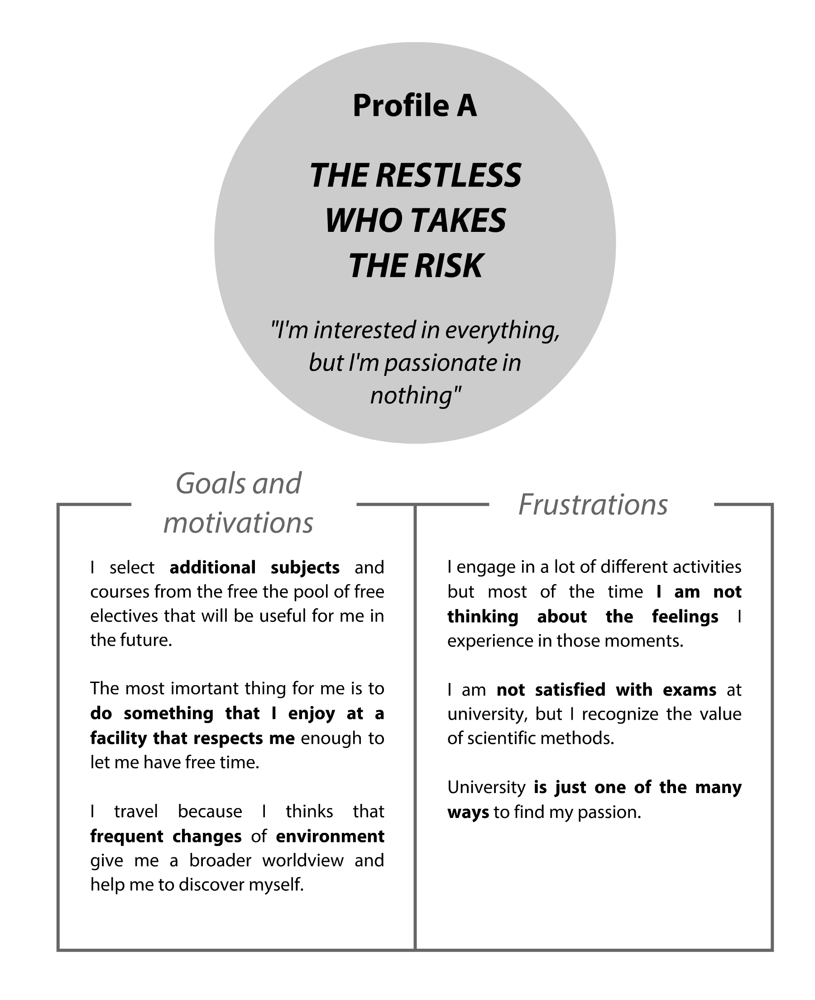 Profile A
THE RESTLESS
WHO TAKES
THE RISK
"I'm interested in everything,
but I'm passionate in
nothing"
Goals and
motivations
I select additional subjects and
courses from the free the pool of free
electives that will be useful for me in
the future.
The most imortant thing for me is to
do something that I enjoy at a
facility that respects me enough to
let me have free time.
I travel because I thinks that
frequent changes of environment
give me a broader worldview and
help me to discover myself.
Frustrations
I engage in a lot of different activities
but most of the time I am not
thinking about the feelings I
experience in those moments.
I am not satisfied with exams at
university, but I recognize the value
of scientific methods.
University is just one of the many
ways to find my passion.